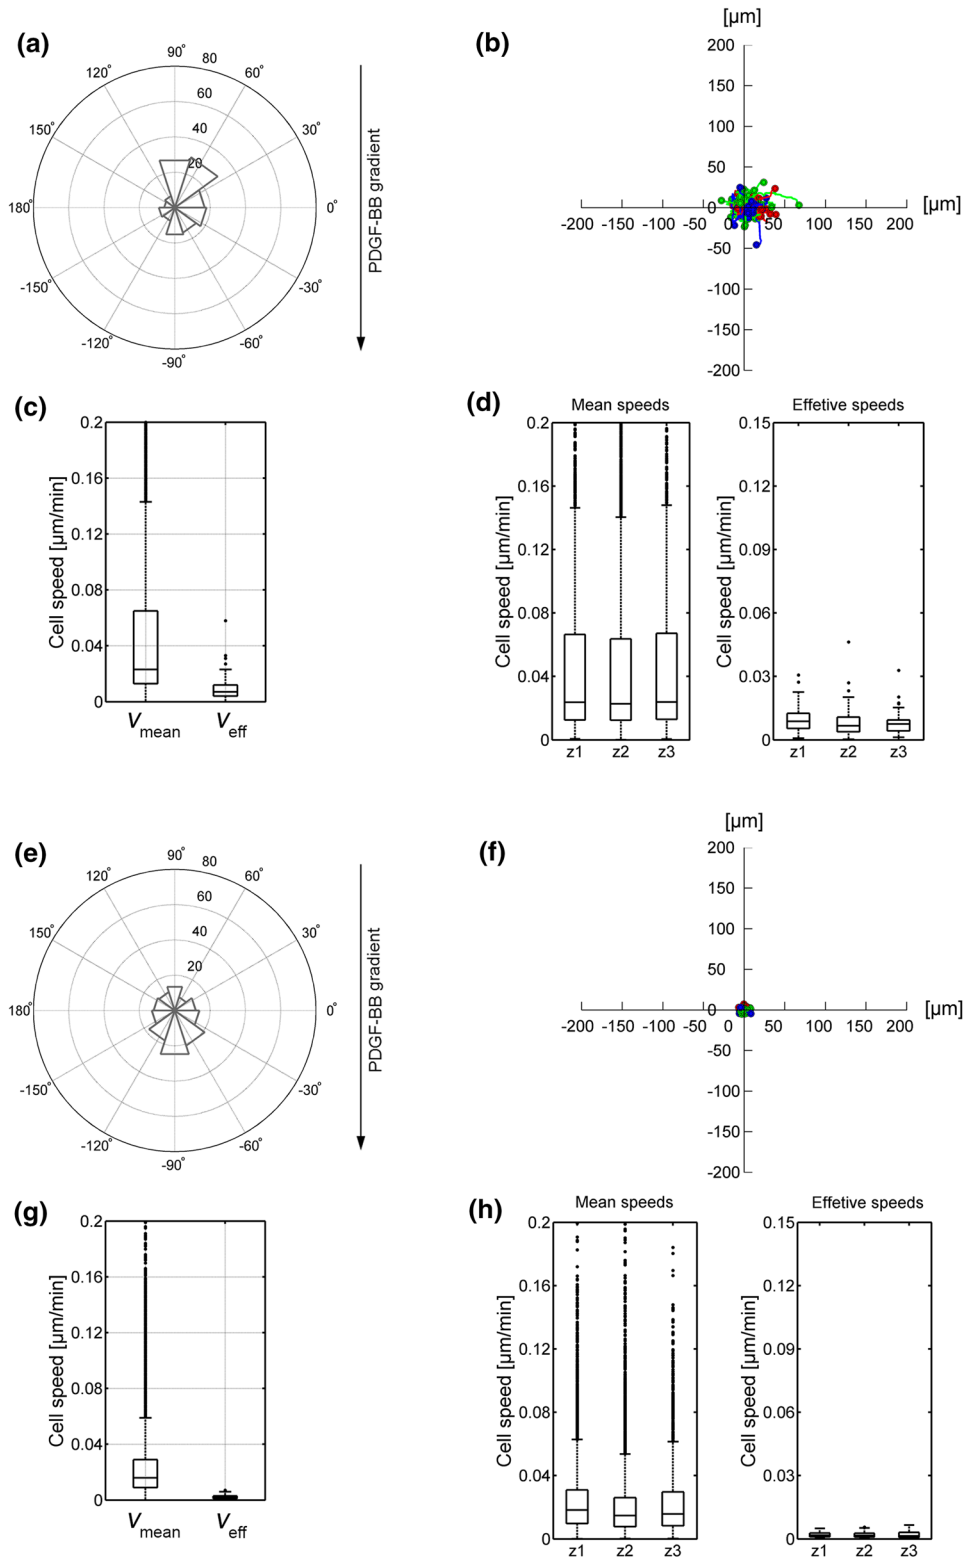 (a)
90°
80
120°
60°
60
150°
40
30°
20
180°
0°
-150°
-30°
-120°
-60°
-90°
PDGF-BB gradient
(b)
[µm]
200
150
100
50
0
-50
-100
-150
-200
-200 -150 -100 -50 0 50 100 150 200
[µm]
(c)
Cell speed [µm/min]
0.2
0.16
0.12
0.08
0.04
0
Vmean Veff
(d)
Mean speeds
Cell speed [µm/min]
0.2
0.16
0.12
0.08
0.04
0
z1 z2 z3
Effetive speeds
Cell speed [µm/min]
0.15
0.12
0.09
0.06
0.03
0
z1 z2 z3
(e)
90°
80
120°
60°
60
150°
40
30°
20
180°
0°
-150°
-30°
-120°
-60°
-90°
PDGF-BB gradient
(f)
[µm]
200
150
100
50
0
-50
-100
-150
-200
-200 -150 -100 -50 0 50 100 150 200
[µm]
(g)
Cell speed [µm/min]
0.2
0.16
0.12
0.08
0.04
0
Vmean Veff
(h)
Mean speeds
Cell speed [µm/min]
0.2
0.16
0.12
0.08
0.04
0
z1 z2 z3
Effetive speeds
Cell speed [µm/min]
0.15
0.12
0.09
0.06
0.03
0
z1 z2 z3